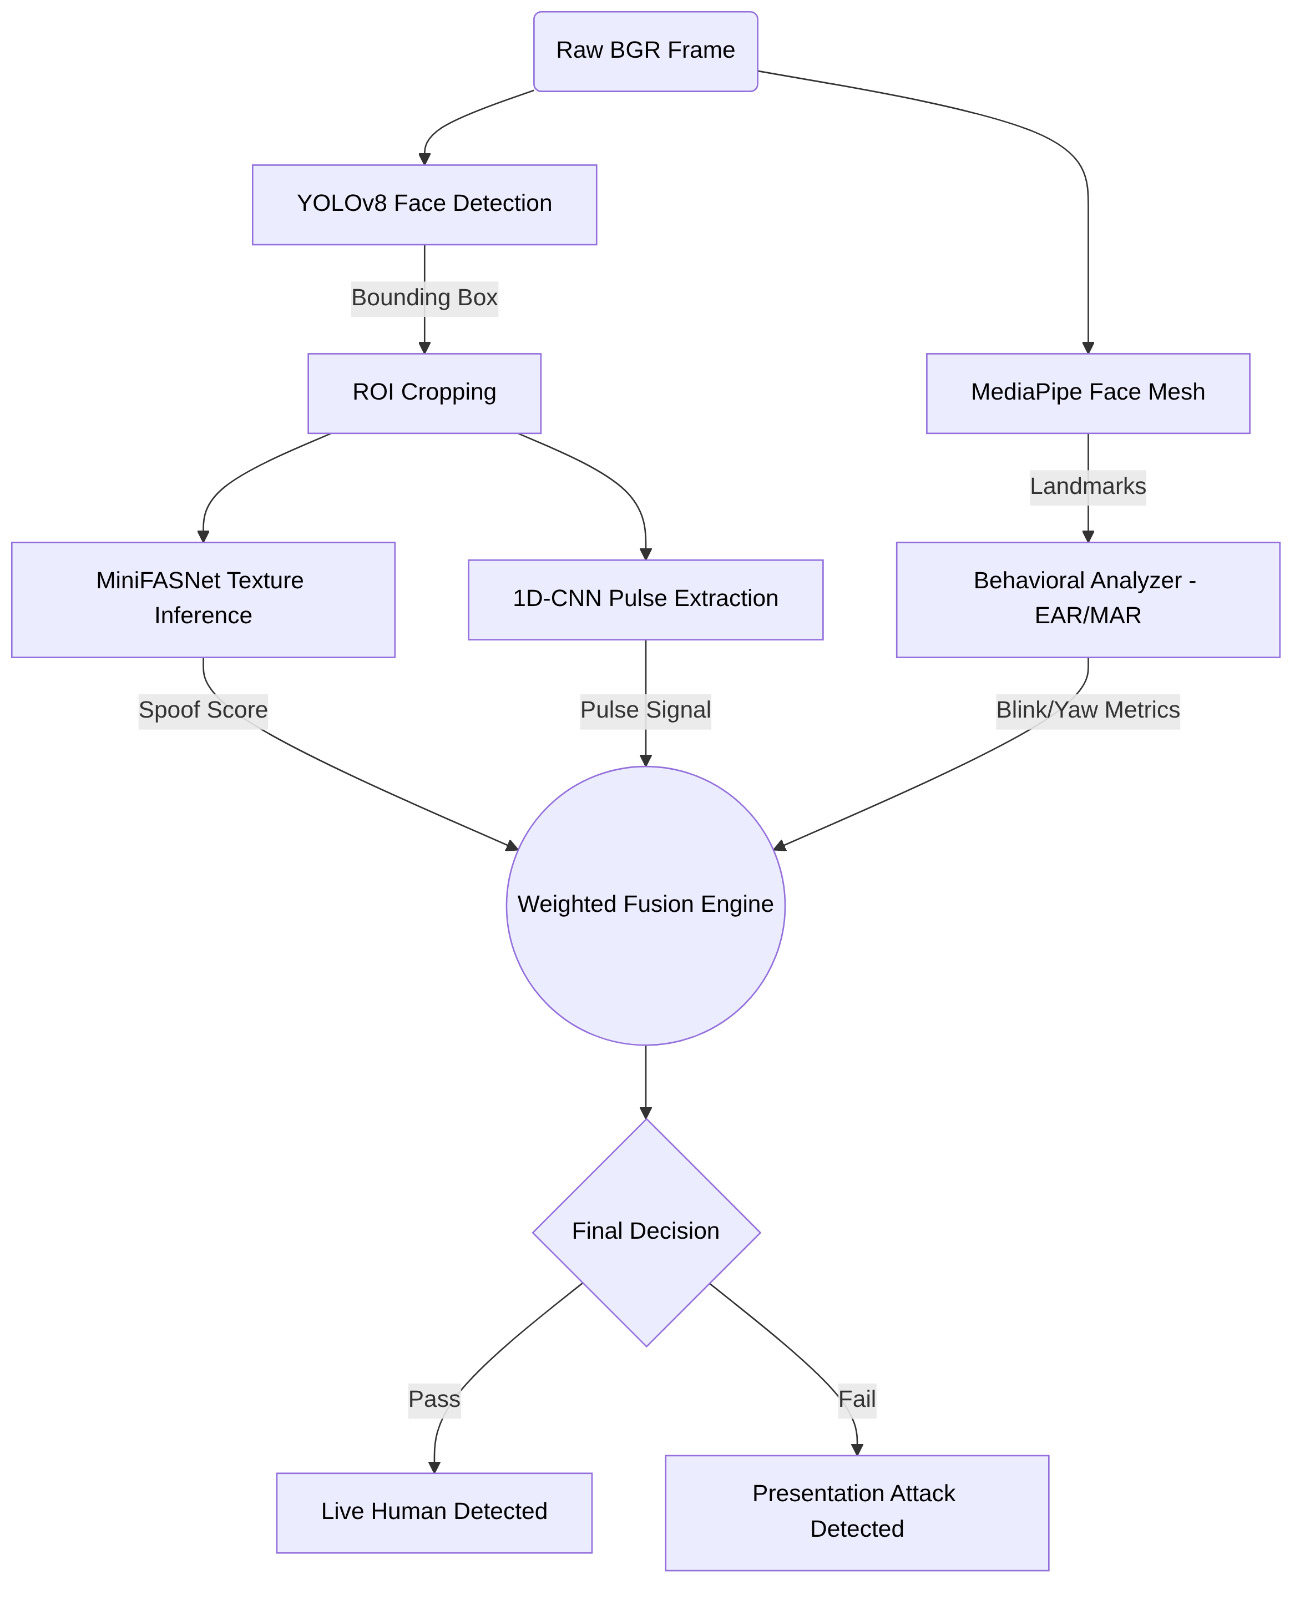 Raw BGR Frame
YOLOv8 Face Detection
Bounding Box
ROI Cropping
MediaPipe Face Mesh
Landmarks
MiniFASNet Texture
Inference
1D-CNN Pulse Extraction
Behavioral Analyzer -
EAR/MAR
Spoof Score
Pulse Signal
Blink/Yaw Metrics
Weighted Fusion Engine
Final Decision
Pass
Fail
Live Human Detected
Presentation Attack
Detected